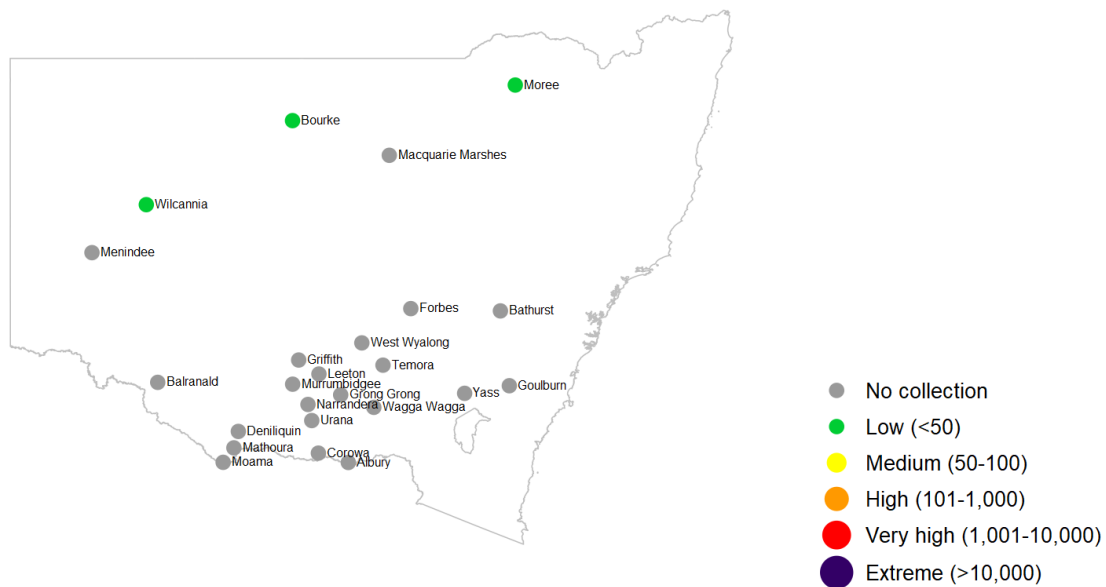 Moree
Bourke
Macquarie Marshes
Wilcannia
Menindee
Forbes
Bathurst
West Wyalong
Griffith
Temora
Leeton
Balranald
Murrumbidgee
Goulburn
Grong Grong
Yass
Narrandera
Wagga Wagga
Urana
Deniliquin
Mathoura
Corowa
Moama
Albury
No collection
Low (<50)
Medium (50-100)
High (101-1,000)
Very high (1,001-10,000)
Extreme (>10,000)